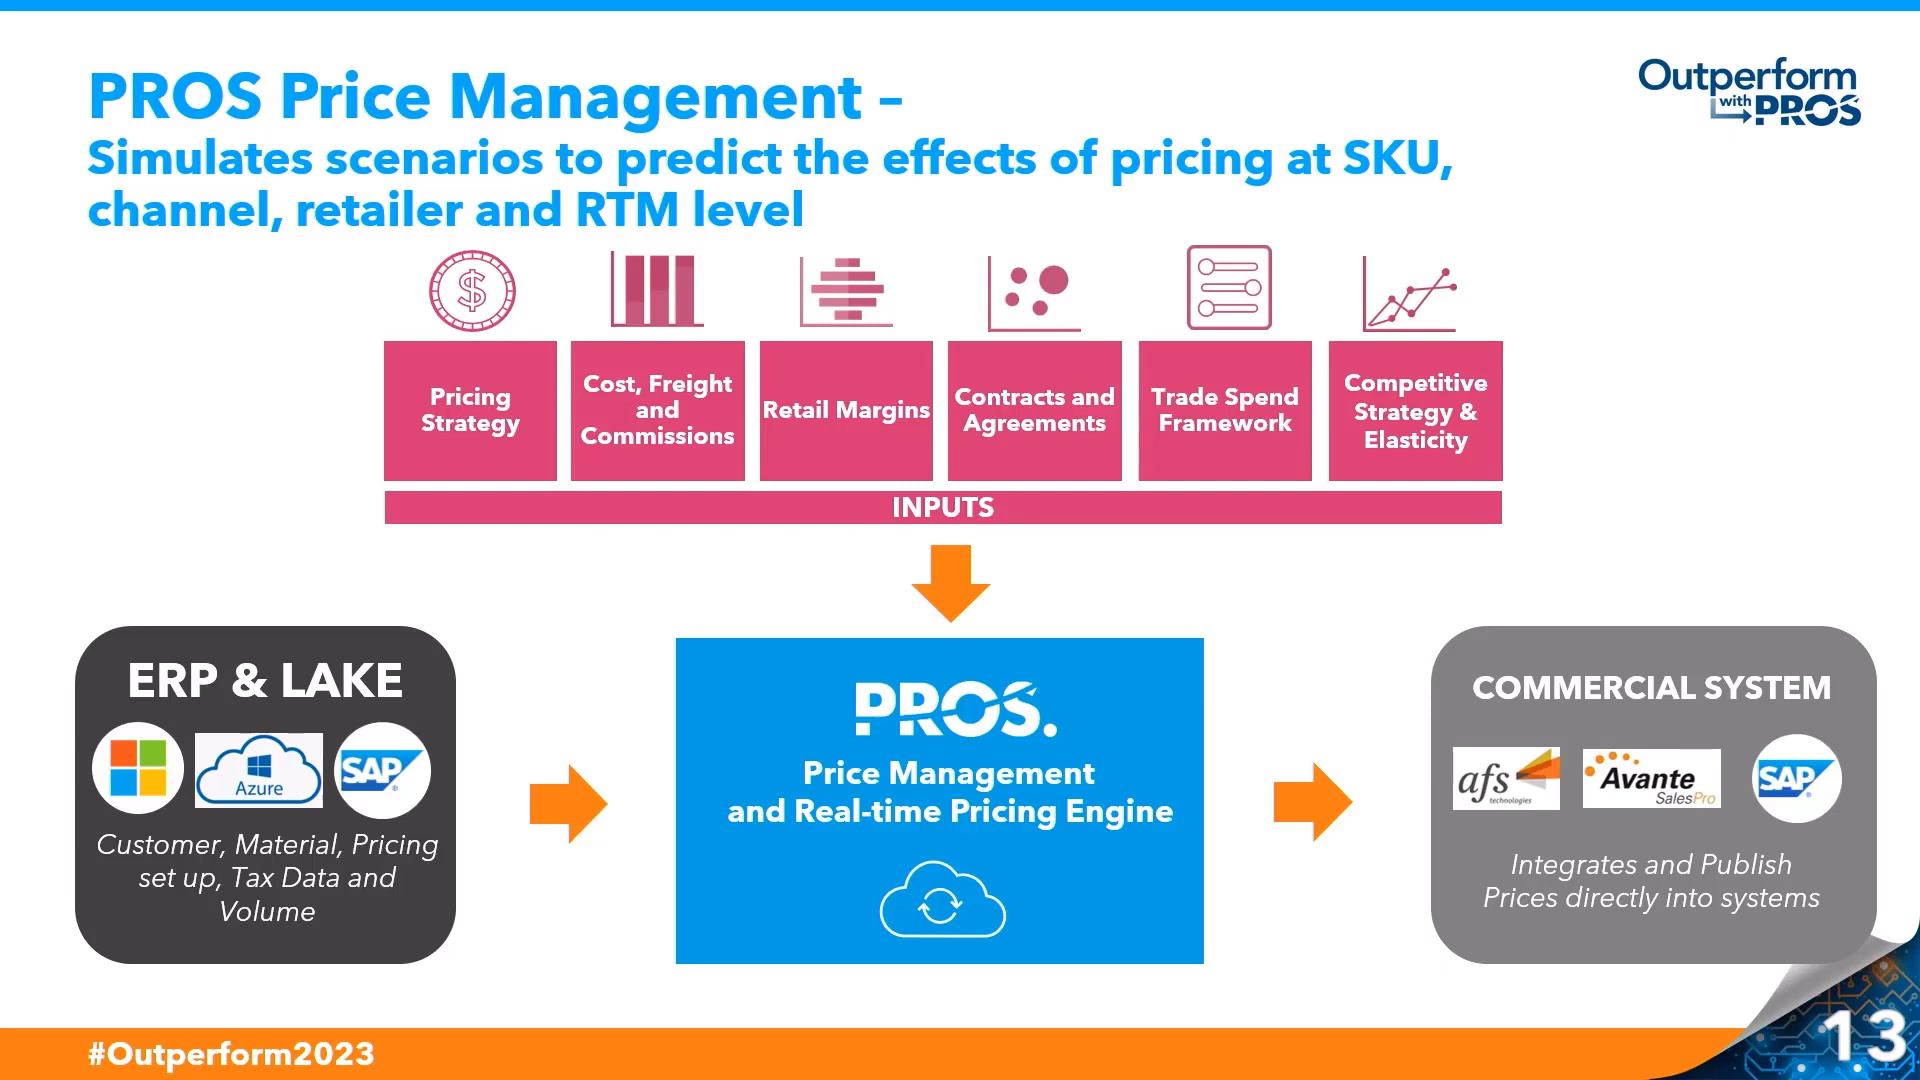 PROS Price Management –
Simulates scenarios to predict the effects of pricing at SKU,
channel, retailer and RTM level
Outperform
with PROS
$
Pricing
Strategy
Cost, Freight
and
Commissions
Retail Margins
Contracts and
Agreements
Trade Spend
Framework
Competitive
Strategy &
Elasticity
INPUTS
ERP & LAKE
Azure
SAP
Customer, Material, Pricing
set up, Tax Data and
Volume
PROS.
Price Management
and Real-time Pricing Engine
COMMERCIAL SYSTEM
afs
technologies
Avante
SalesPro
SAP
Integrates and Publish
Prices directly into systems
#Outperform2023
13